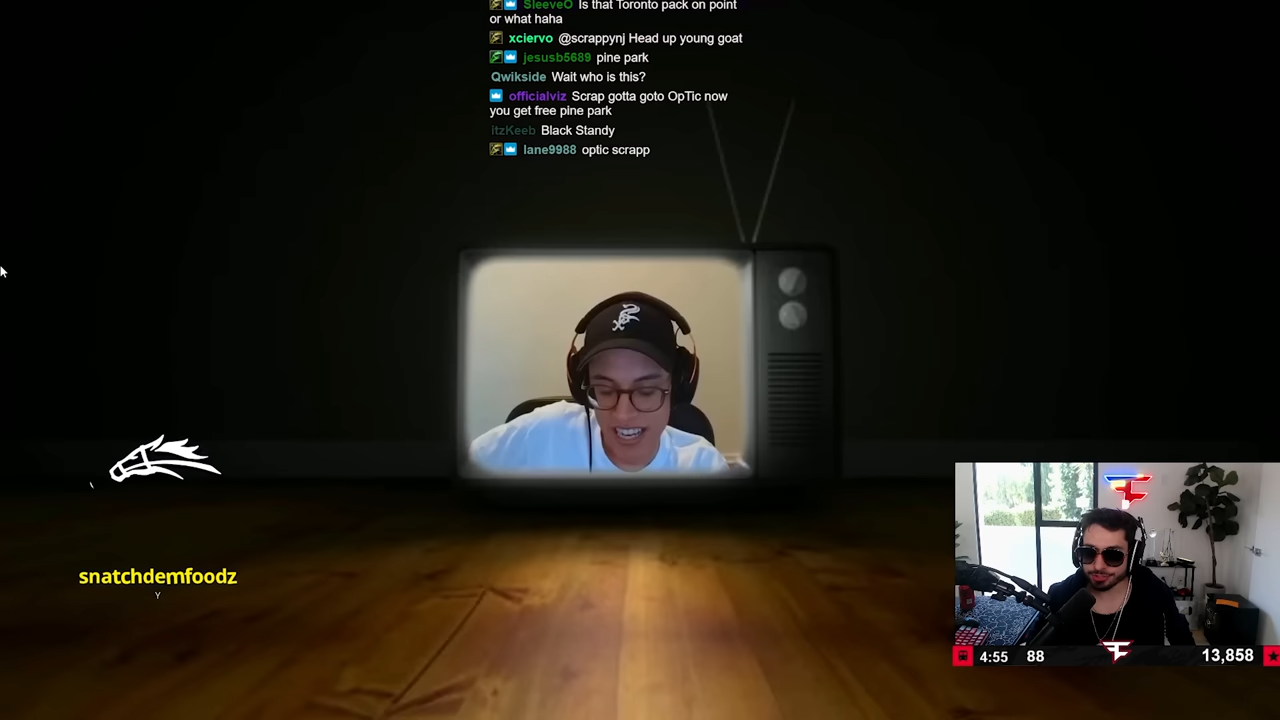 SleeveO Is that Toronto pack on point
or what haha
xciervo @scrappynj Head up young goat
jesusb5689 pine park
Qwikside Wait who is this?
officialviz Scrap gotta goto OpTic now
you get free pine park
itzKeeb Black Standy
lane9988 optic scrapp
snatchdemfoodz
Y
4:55 88 13,858